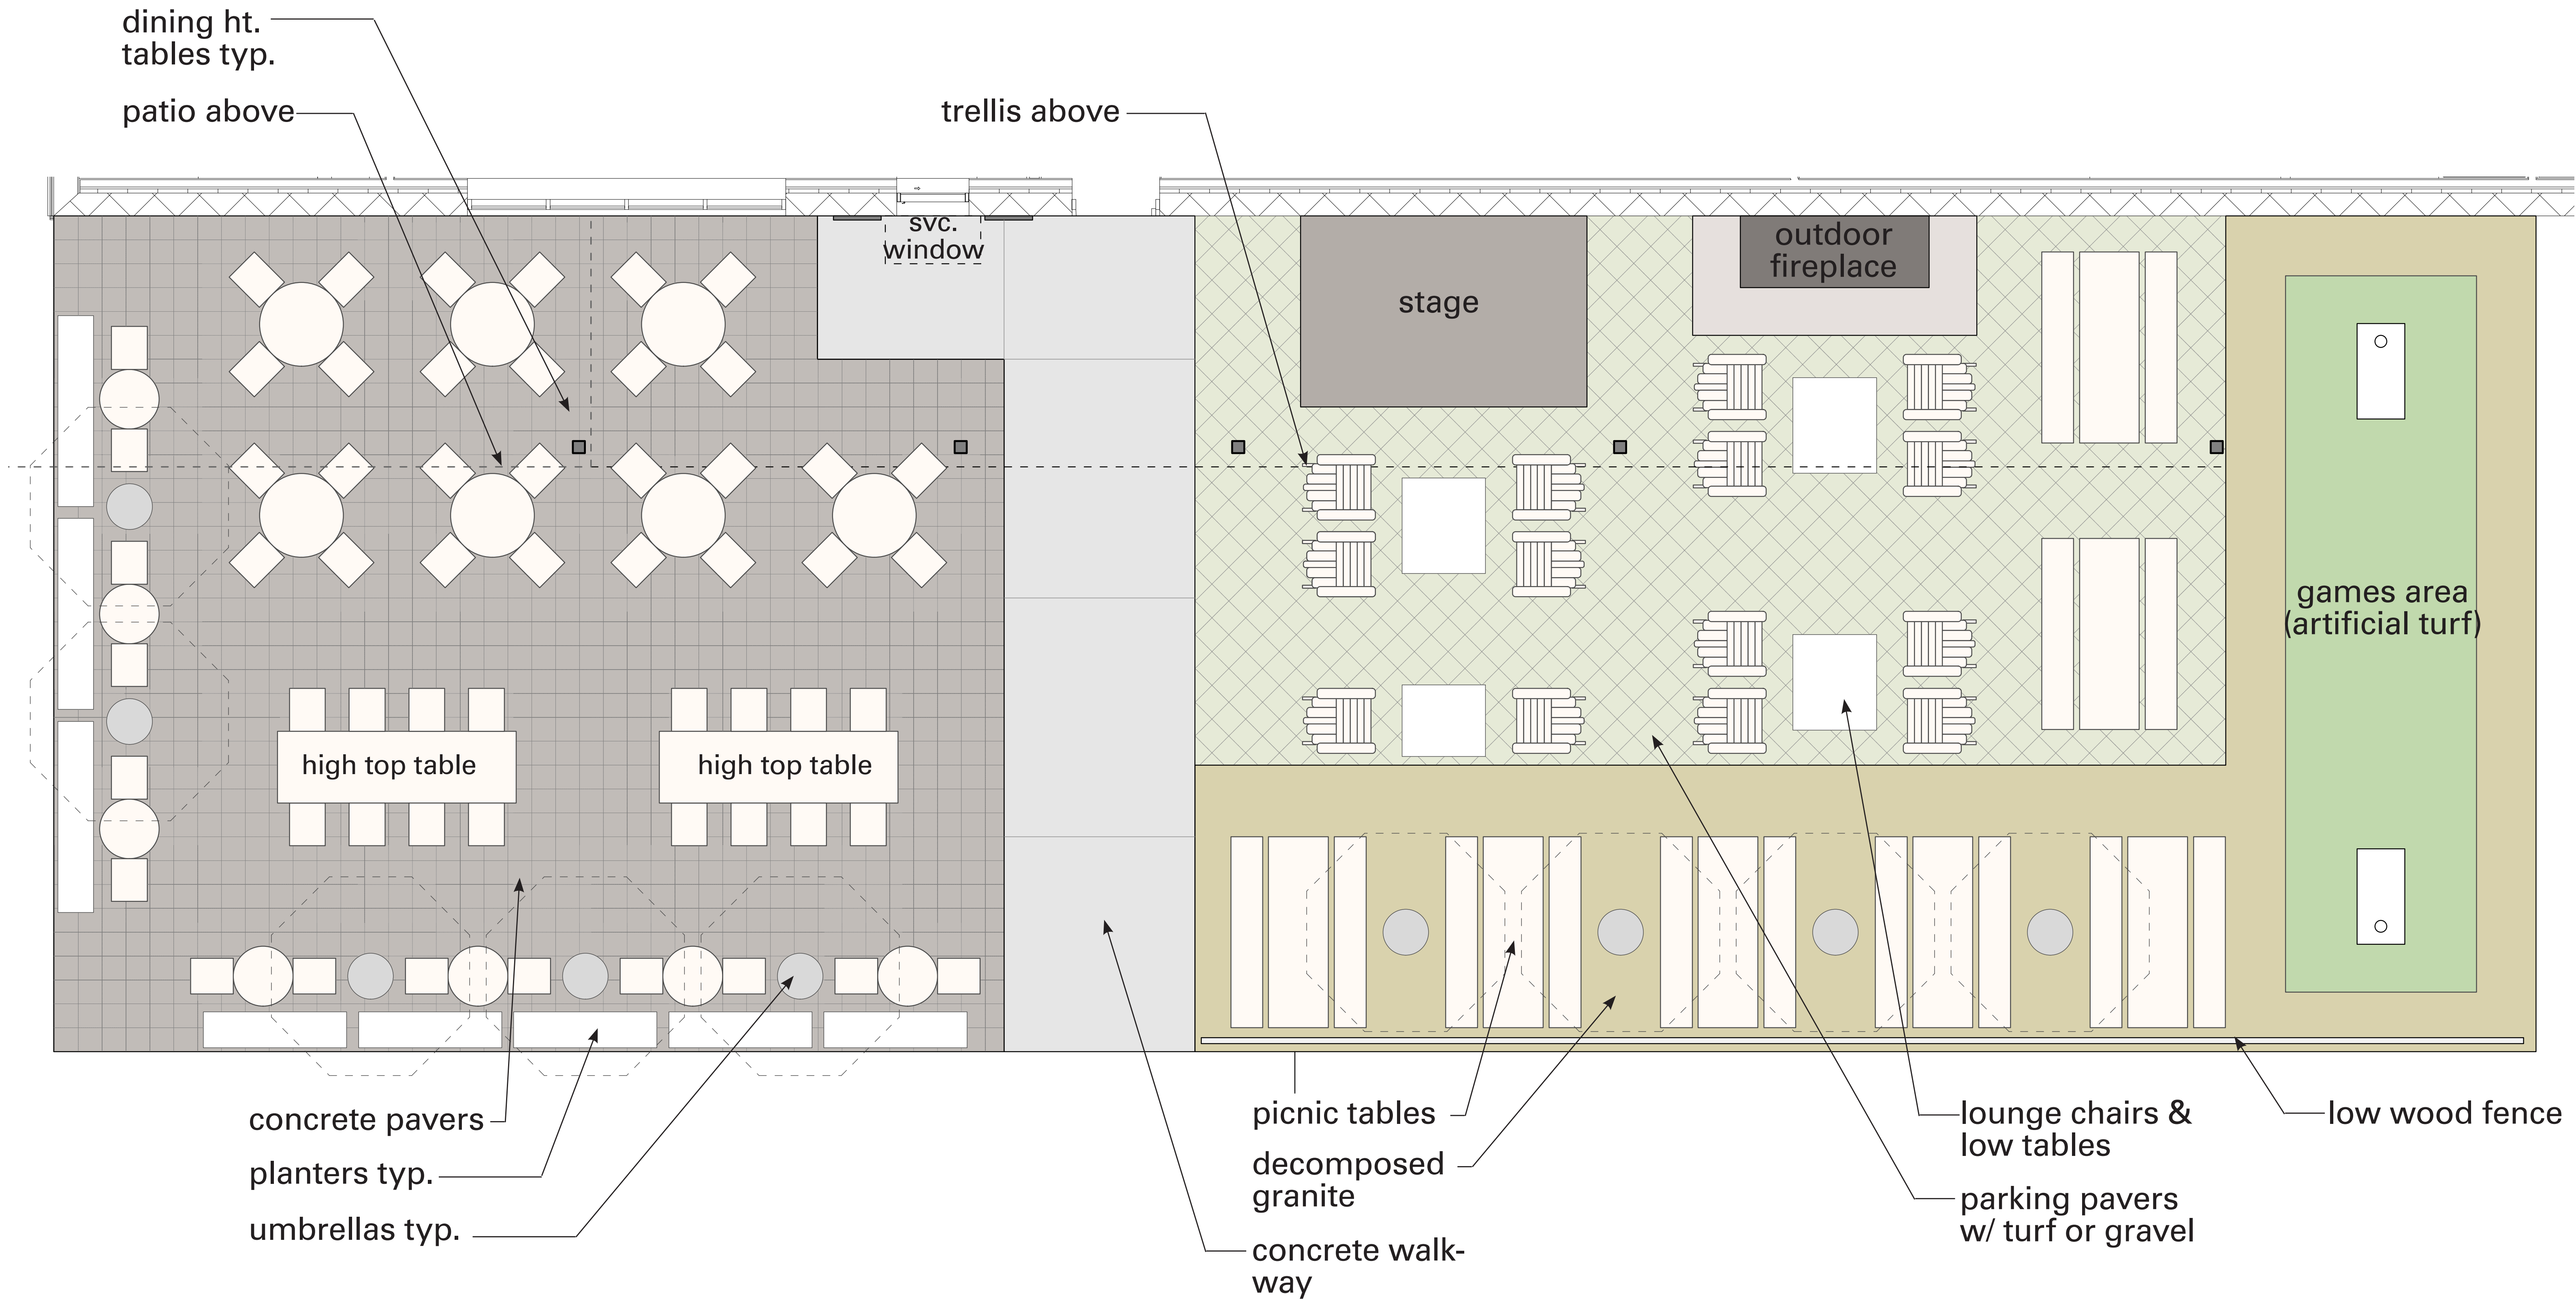 dining ht.
tables typ.
patio above
trellis above
svc.
window
stage
outdoor
fireplace
games area
(artificial turf)
high top table
high top table
concrete pavers
planters typ.
umbrellas typ.
picnic tables
decomposed
granite
concrete walk-
way
lounge chairs &
low tables
parking pavers
w/ turf or gravel
low wood fence